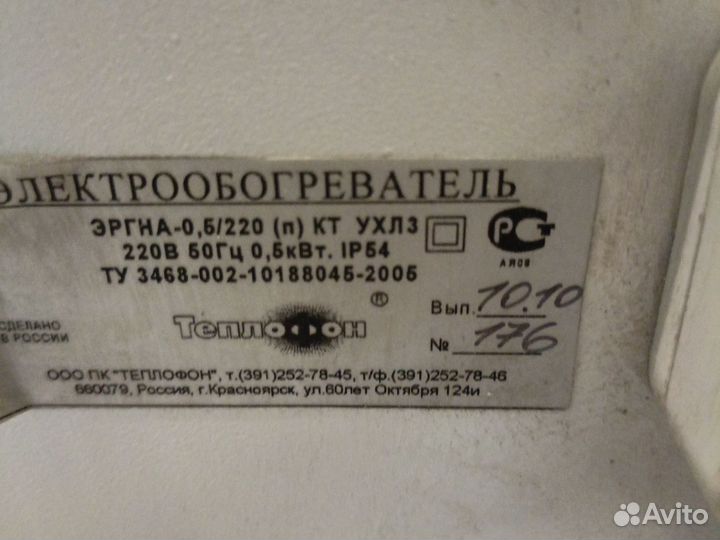 ЭЛЕКТРООБОГРЕВАТЕЛЬ
ЭРГНА-0,5/220 (п) КТ УХЛ3
220В 50Гц 0,5кВт. IP54
ТУ 3468-002-10188045-2005
РСТ
АЯ09
Вып. 10.10
№ 176
СДЕЛАНО
В РОССИИ
Теплофон ®
ООО ПК "ТЕПЛОФОН", т.(391)252-78-45, т/ф.(391)252-78-46
660079, Россия, г.Красноярск, ул.60лет Октября 124и
Avito